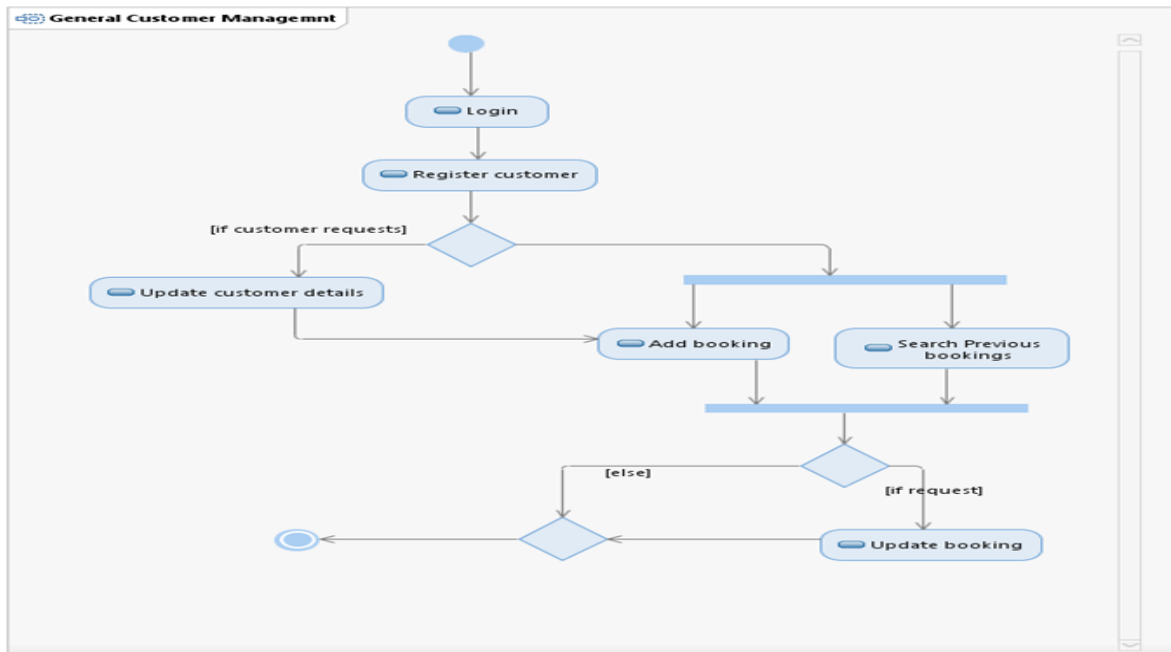 General Customer Managemnt
Login
Register customer
[if customer requests]
Update customer details
Add booking
Search Previous
bookings
[else]
[if request]
Update booking